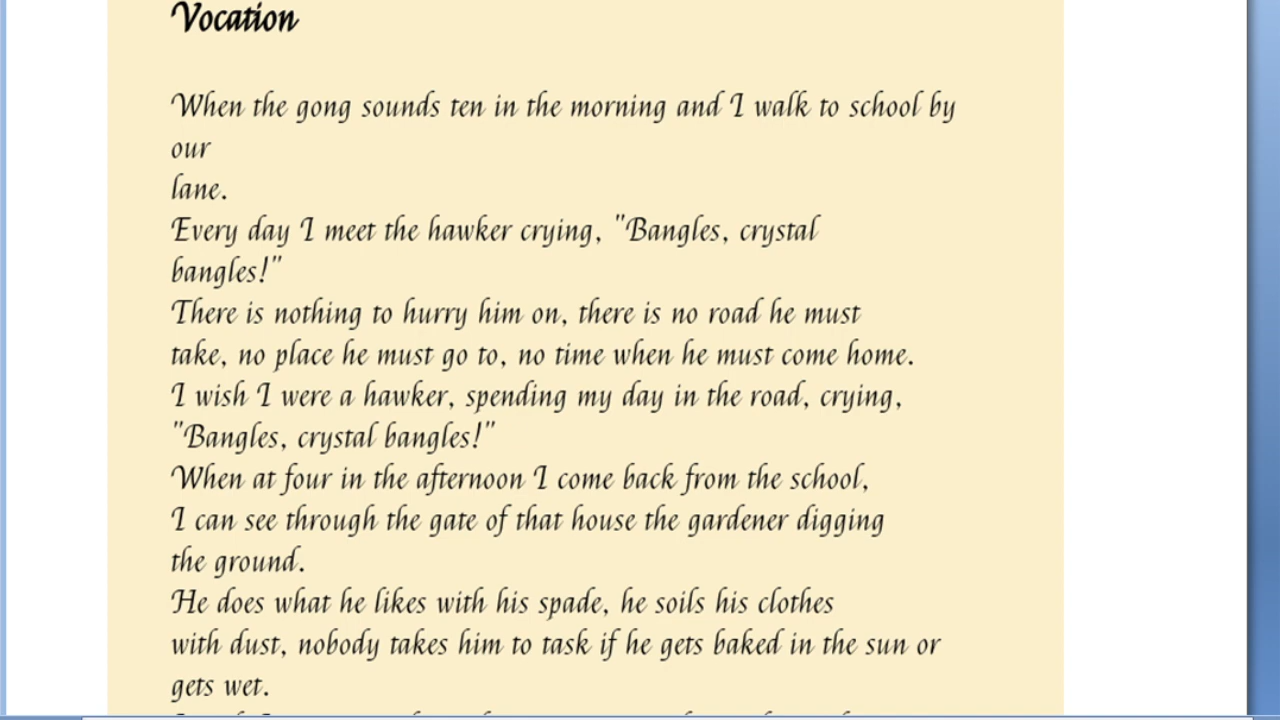 Vocation
When the gong sounds ten in the morning and I walk to school by
our
lane.
Every day I meet the hawker crying, "Bangles, crystal
bangles!"
There is nothing to hurry him on, there is no road he must
take, no place he must go to, no time when he must come home.
I wish I were a hawker, spending my day in the road, crying,
"Bangles, crystal bangles!"
When at four in the afternoon I come back from the school,
I can see through the gate of that house the gardener digging
the ground.
He does what he likes with his spade, he soils his clothes
with dust, nobody takes him to task if he gets baked in the sun or
gets wet.